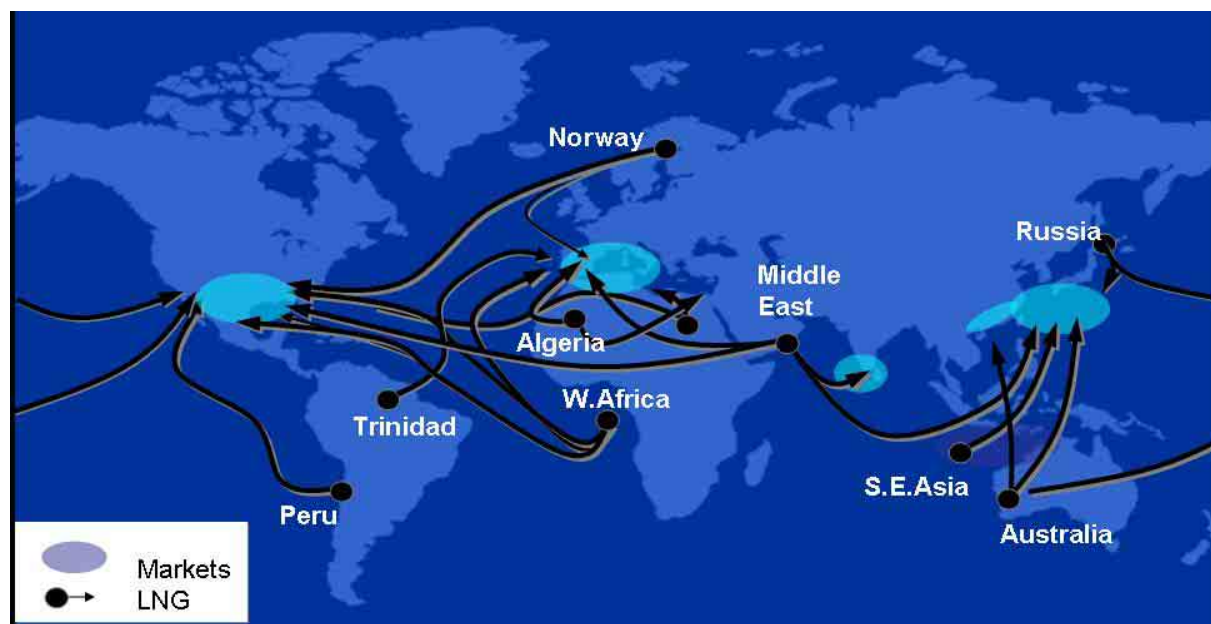 Norway
Russia
Middle
East
Algeria
W.Africa
Trinidad
S.E.Asia
Peru
Australia
Markets
LNG